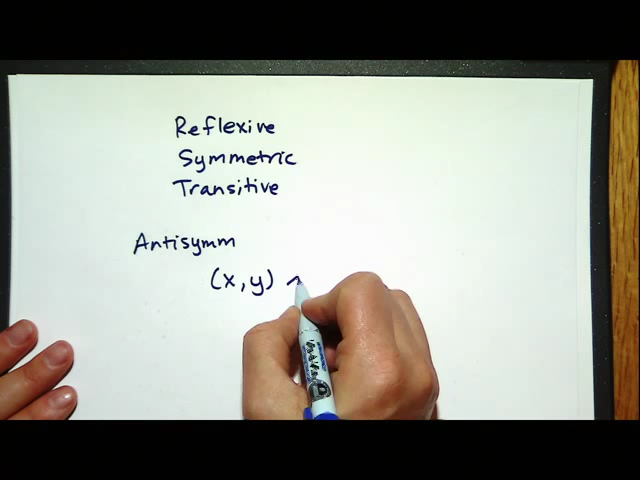 Reflexive
Symmetric
Transitive
Antisymm
(x,y) ^